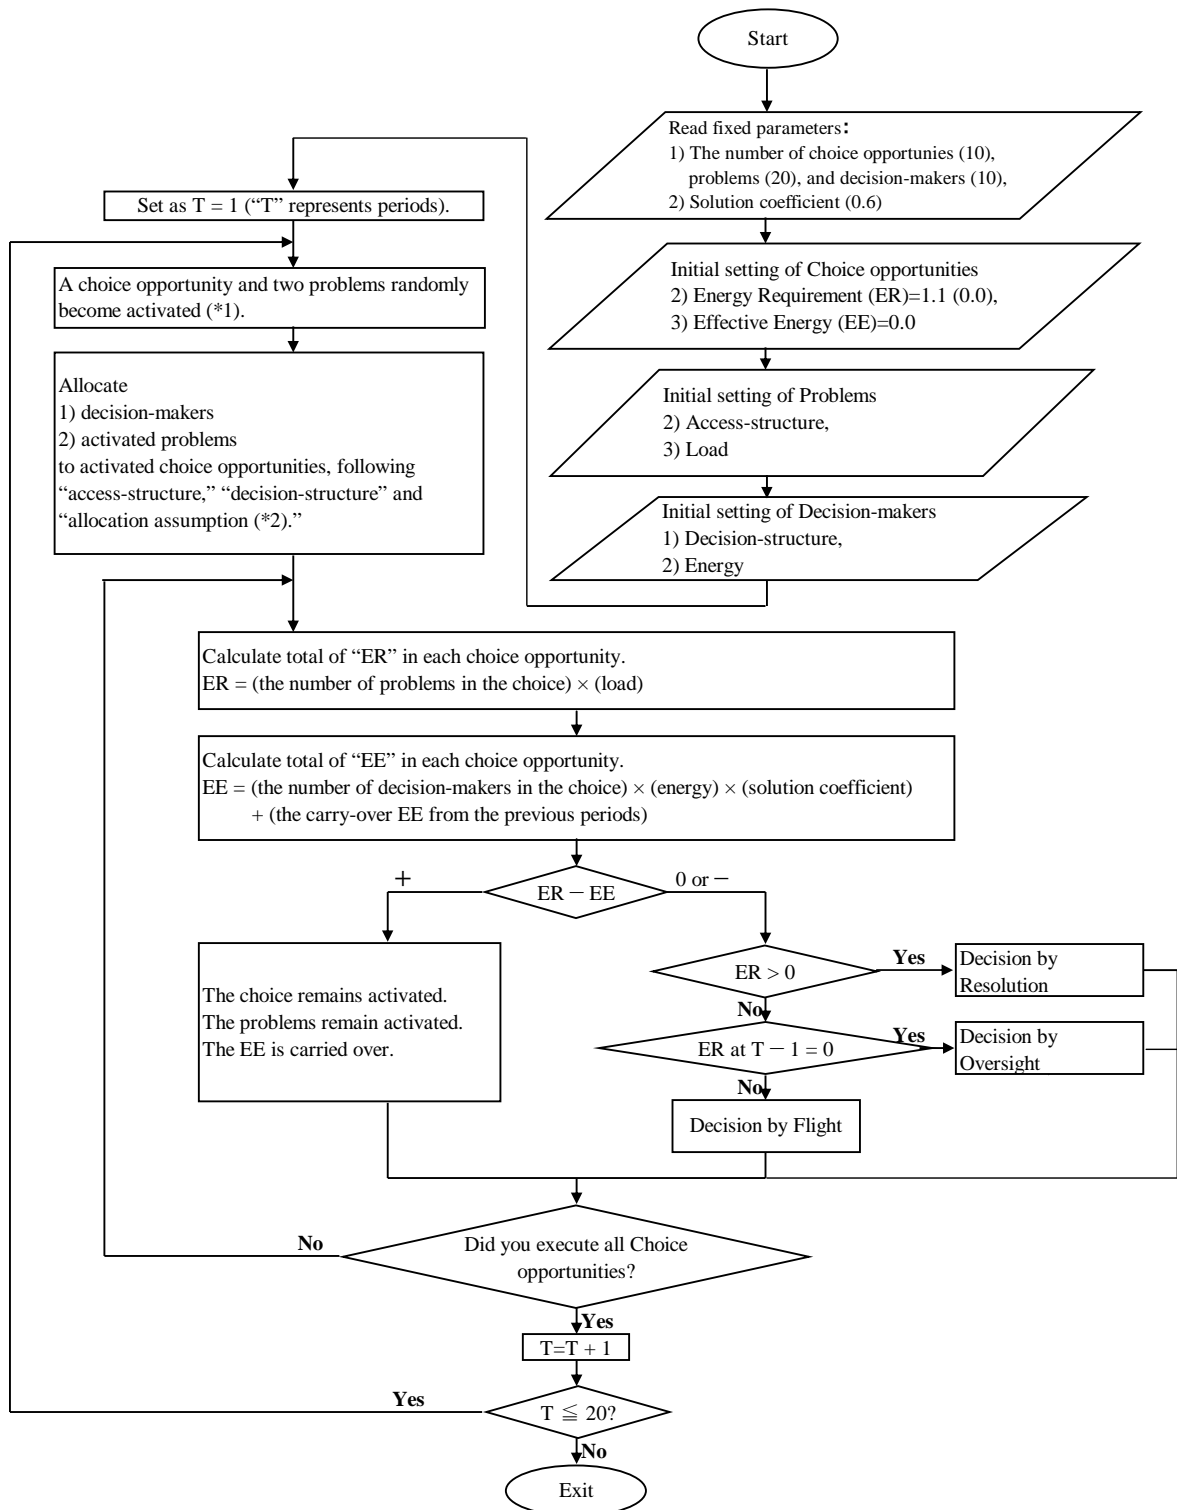 Start
Read fixed parameters：
1) The number of choice opportunies (10),
problems (20), and decision-makers (10),
2) Solution coefficient (0.6)
Initial setting of Choice opportunities
2) Energy Requirement (ER)=1.1 (0.0),
3) Effective Energy (EE)=0.0
Initial setting of Problems
2) Access-structure,
3) Load
Initial setting of Decision-makers
1) Decision-structure,
2) Energy
Set as T = 1 (“T” represents periods).
A choice opportunity and two problems randomly
become activated (*1).
Allocate
1) decision-makers
2) activated problems
to activated choice opportunities, following
“access-structure,” “decision-structure” and
“allocation assumption (*2).”
Calculate total of “ER” in each choice opportunity.
ER = (the number of problems in the choice) × (load)
Calculate total of “EE” in each choice opportunity.
EE = (the number of decision-makers in the choice) × (energy) × (solution coefficient)
+ (the carry-over EE from the previous periods)
ER－EE
＋
0 or －
The choice remains activated.
The problems remain activated.
The EE is carried over.
ER > 0
Yes
Decision by
Resolution
No
ER at T－1 = 0
Yes
Decision by
Oversight
No
Decision by Flight
Did you execute all Choice
opportunities?
No
Yes
T=T + 1
T ≦ 20?
Yes
No
Exit